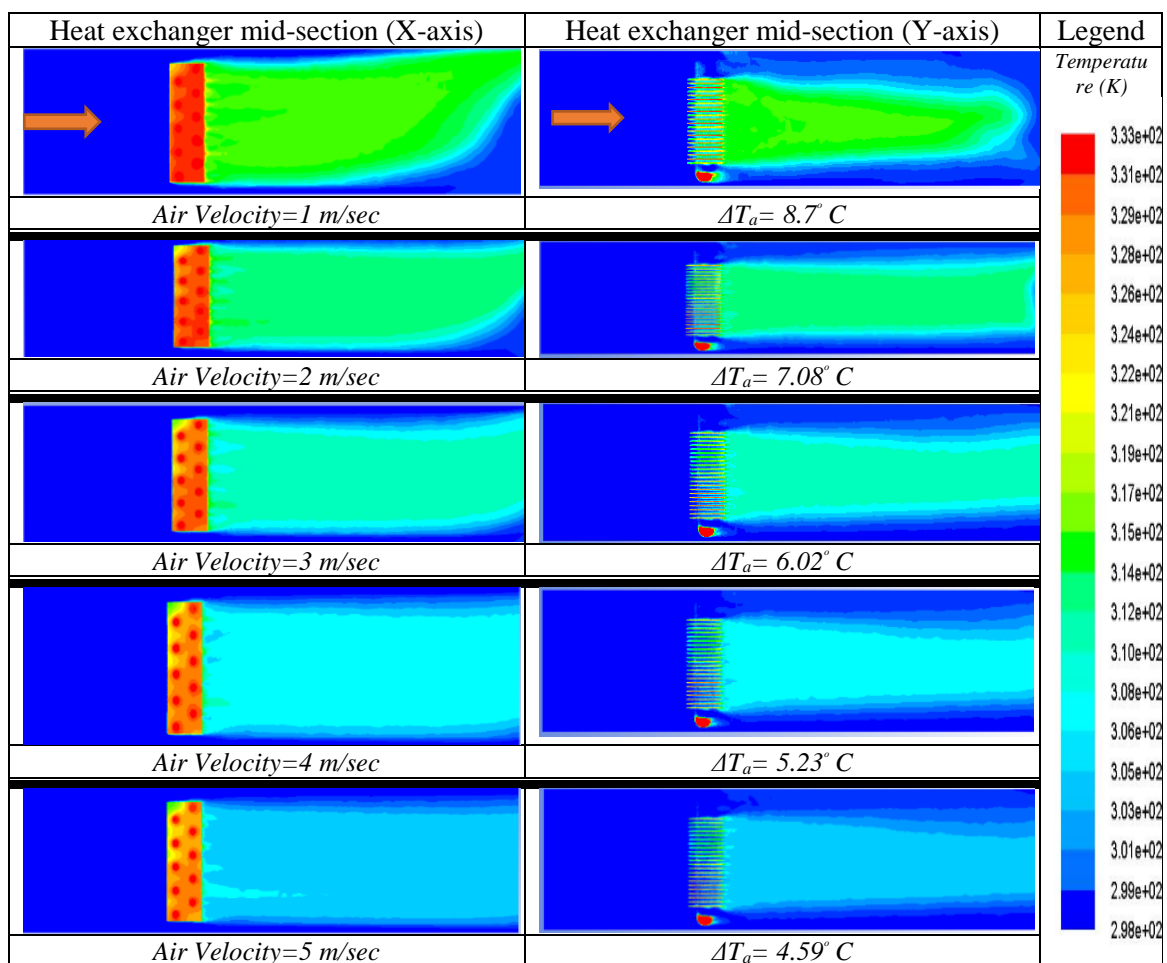 Heat exchanger mid-section (X-axis) Heat exchanger mid-section (Y-axis) Legend
Temperatu
re (K)
3.33e+02
3.31e+02
3.29e+02
3.28e+02
3.26e+02
3.24e+02
3.22e+02
3.21e+02
3.19e+02
3.17e+02
3.15e+02
3.14e+02
3.12e+02
3.10e+02
3.08e+02
3.06e+02
3.05e+02
3.03e+02
3.01e+02
2.99e+02
2.98e+02
Air Velocity=1 m/sec ΔTₐ= 8.7° C
Air Velocity=2 m/sec ΔTₐ= 7.08° C
Air Velocity=3 m/sec ΔTₐ= 6.02° C
Air Velocity=4 m/sec ΔTₐ= 5.23° C
Air Velocity=5 m/sec ΔTₐ= 4.59° C